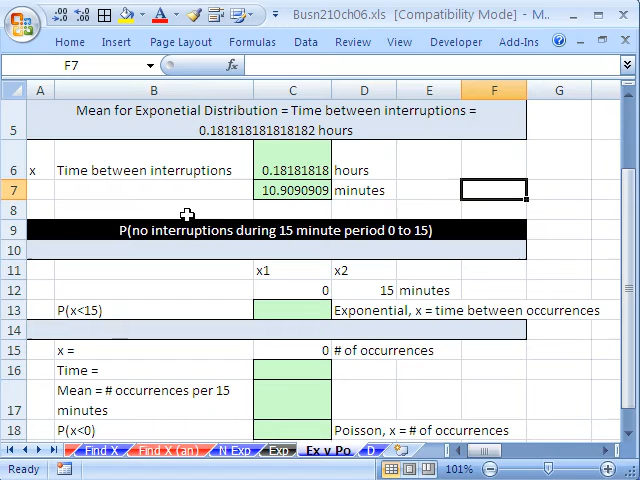 Busn210ch06.xls [Compatibility Mode] - M...
Home Insert Page Layout Formulas Data Review View Developer Add-Ins
F7 fx
A B C D E F G
Mean for Exponetial Distribution = Time between interruptions =
5 0.181818181818182 hours
6 x Time between interruptions 0.18181818 hours
7 10.9090909 minutes
8
9 P(no interruptions during 15 minute period 0 to 15)
10
11 x1 x2
12 0 15 minutes
13 P(x<15) Exponential, x = time between occurrences
14
15 x = 0 # of occurrences
16 Time =
Mean = # occurrences per 15
17 minutes
18 P(x<0) Poisson, x = # of occurrences
Find X Find X (an) N Exp Exp Ex v Po D
Ready 101%